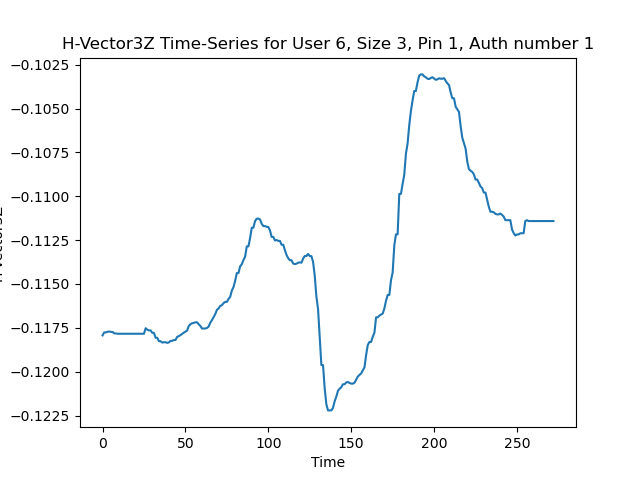 H-Vector3Z Time-Series for User 6, Size 3, Pin 1, Auth number 1
−0.1025
−0.1050
−0.1075
−0.1100
−0.1125
−0.1150
−0.1175
−0.1200
−0.1225
H-Vector3Z
0 50 100 150 200 250
Time